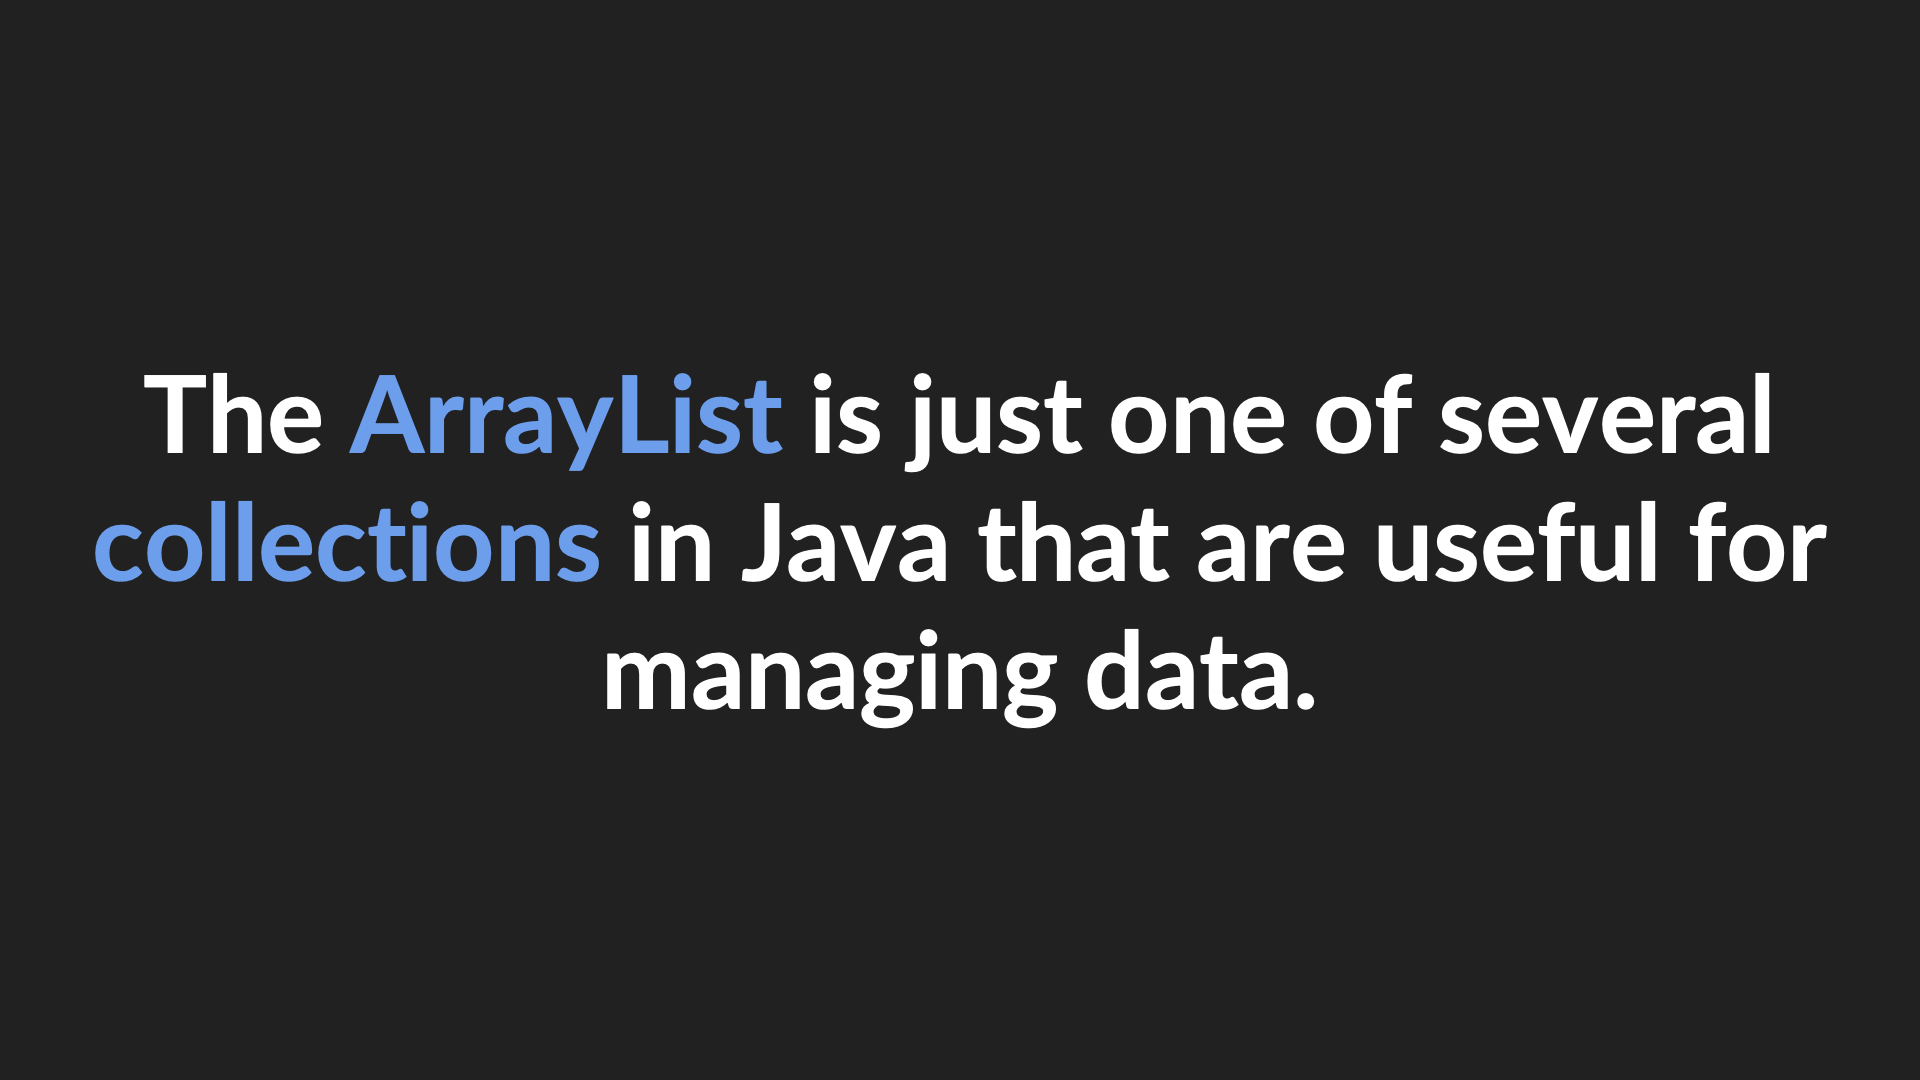 The ArrayList is just one of several
collections in Java that are useful for
managing data.